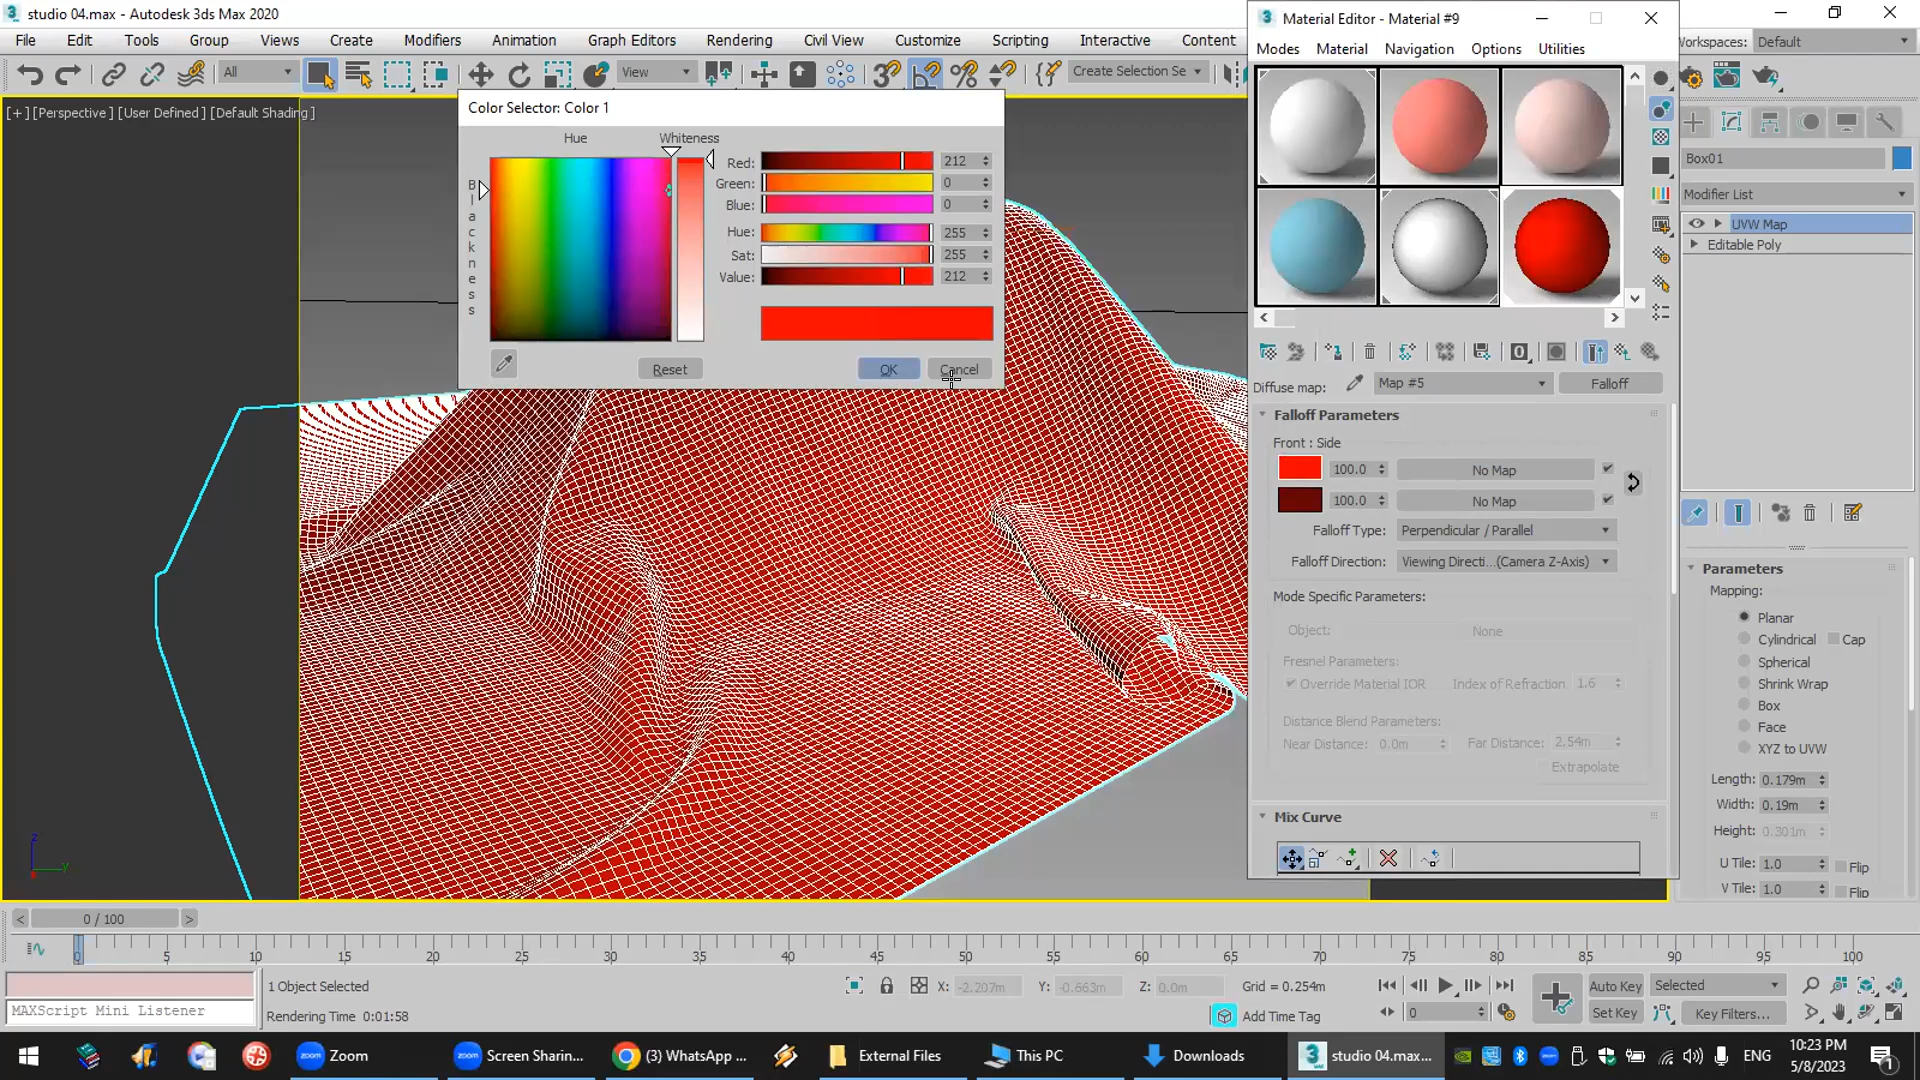 studio 04.max - Autodesk 3ds Max 2020
File Edit Tools Group Views Create Modifiers Animation Graph Editors Rendering Civil View Customize Scripting Interactive Content
Workspaces: Default
All
View
Create Selection Se
[+] [Perspective ] [User Defined ] [Default Shading ]
Color Selector: Color 1
Hue
Whiteness
Blackness
Red: 212
Green: 0
Blue: 0
Hue: 255
Sat: 255
Value: 212
Reset
OK
Cancel
Material Editor - Material #9
Modes Material Navigation Options Utilities
Diffuse map: Map #5 Falloff
Falloff Parameters
Front : Side
100.0 No Map
100.0 No Map
Falloff Type: Perpendicular / Parallel
Falloff Direction: Viewing Directi...(Camera Z-Axis)
Mode Specific Parameters:
Object: None
Fresnel Parameters:
Override Material IOR Index of Refraction 1.6
Distance Blend Parameters:
Near Distance: 0.0m Far Distance: 2.54m
Extrapolate
Mix Curve
Box01
Modifier List
UVW Map
Editable Poly
Parameters
Mapping:
Planar
Cylindrical Cap
Spherical
Shrink Wrap
Box
Face
XYZ to UVW
Length: 0.179m
Width: 0.19m
Height: 0.301m
U Tile: 1.0 Flip
V Tile: 1.0 Flip
z
y
< 0 / 100 >
0 5 10 15 20 25 30 35 40 45 50 55 60 65 70 75 80 85 90 95 100
1 Object Selected
X: -2.207m Y: -0.663m Z: 0.0m Grid = 0.254m
Auto Key Selected
MAXScript Mini Listener
Rendering Time 0:01:58
Add Time Tag
0
Set Key Key Filters...
Zoom
Screen Sharin...
(3) WhatsApp ...
External Files
This PC
Downloads
studio 04.max...
ENG
10:23 PM
5/8/2023
1